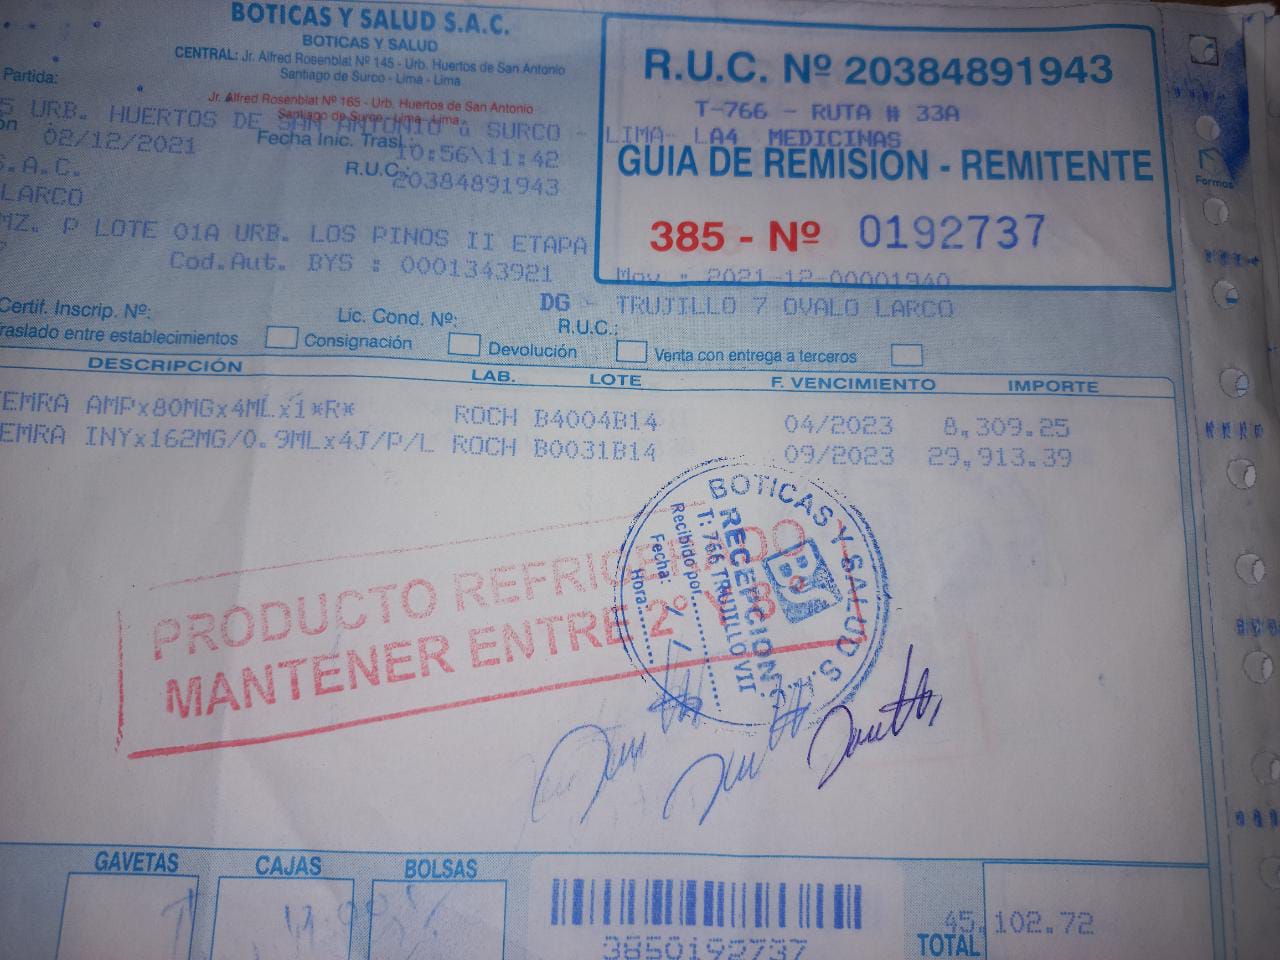 BOTICAS Y SALUD S.A.C.
BOTICAS Y SALUD
CENTRAL: Jr. Alfred Rosenblat Nº 145 - Urb. Huertos de San Antonio
Santiago de Surco - Lima - Lima
Jr. Alfred Rosenblat Nº 165 - Urb. Huertos de San Antonio
Santiago de Surco - Lima - Lima
R.U.C. Nº 20384891943
T-766 - RUTA # 33A
LIMA- LA4 MEDICINAS
GUIA DE REMISION - REMITENTE
385 - Nº 0192737
Mov : 2021-12-00001940
Partida:
5 URB. HUERTOS DE SAN ANTONIO ù SURCO -
02/12/2021
Fecha Inic. Trasl.:
10:56\11:42
R.U.C.:
20384891943
S.A.C.
LARCO
MZ. P LOTE 01A URB. LOS PINOS II ETAPA
Cod.Aut. BYS : 0001343921
DG - TRUJILLO 7 OVALO LARCO
Certif. Inscrip. Nº:
Lic. Cond. Nº:
R.U.C.:
raslado entre establecimientos
Consignación
Devolución
Venta con entrega a terceros
DESCRIPCIÓN LAB. LOTE F. VENCIMIENTO IMPORTE
EMRA AMPx80MGx4MLx1*R* ROCH B4004B14 04/2023 8,309.25
EMRA INYx162MG/0.9MLx4J/P/L ROCH B0031B14 09/2023 29,913.39
PRODUCTO REFRIGERADO
MANTENER ENTRE 2° Y 8°
BOTICAS Y SALUD S.A.C.
BYS
RECEPCION
T: 766 TRUJILLO VII
Recibido por
Fecha: / /
Hora:
GAVETAS CAJAS BOLSAS
3850192737
TOTAL 45,102.72
Formas